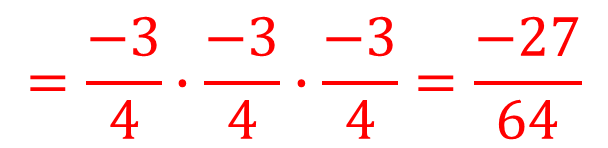 = −3/4 · −3/4 · −3/4 = −27/64